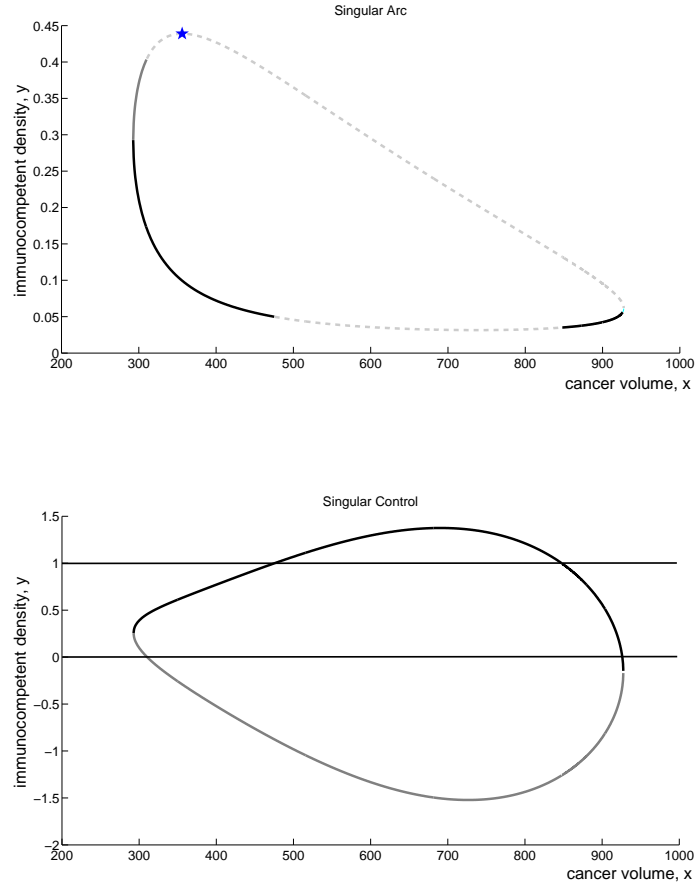 Singular Arc
0.45
0.4
0.35
0.3
0.25
0.2
0.15
0.1
0.05
0
immunocompetent density, y
200 300 400 500 600 700 800 900 1000
cancer volume, x
Singular Control
1.5
1
0.5
0
−0.5
−1
−1.5
−2
immunocompetent density, y
200 300 400 500 600 700 800 900 1000
cancer volume, x